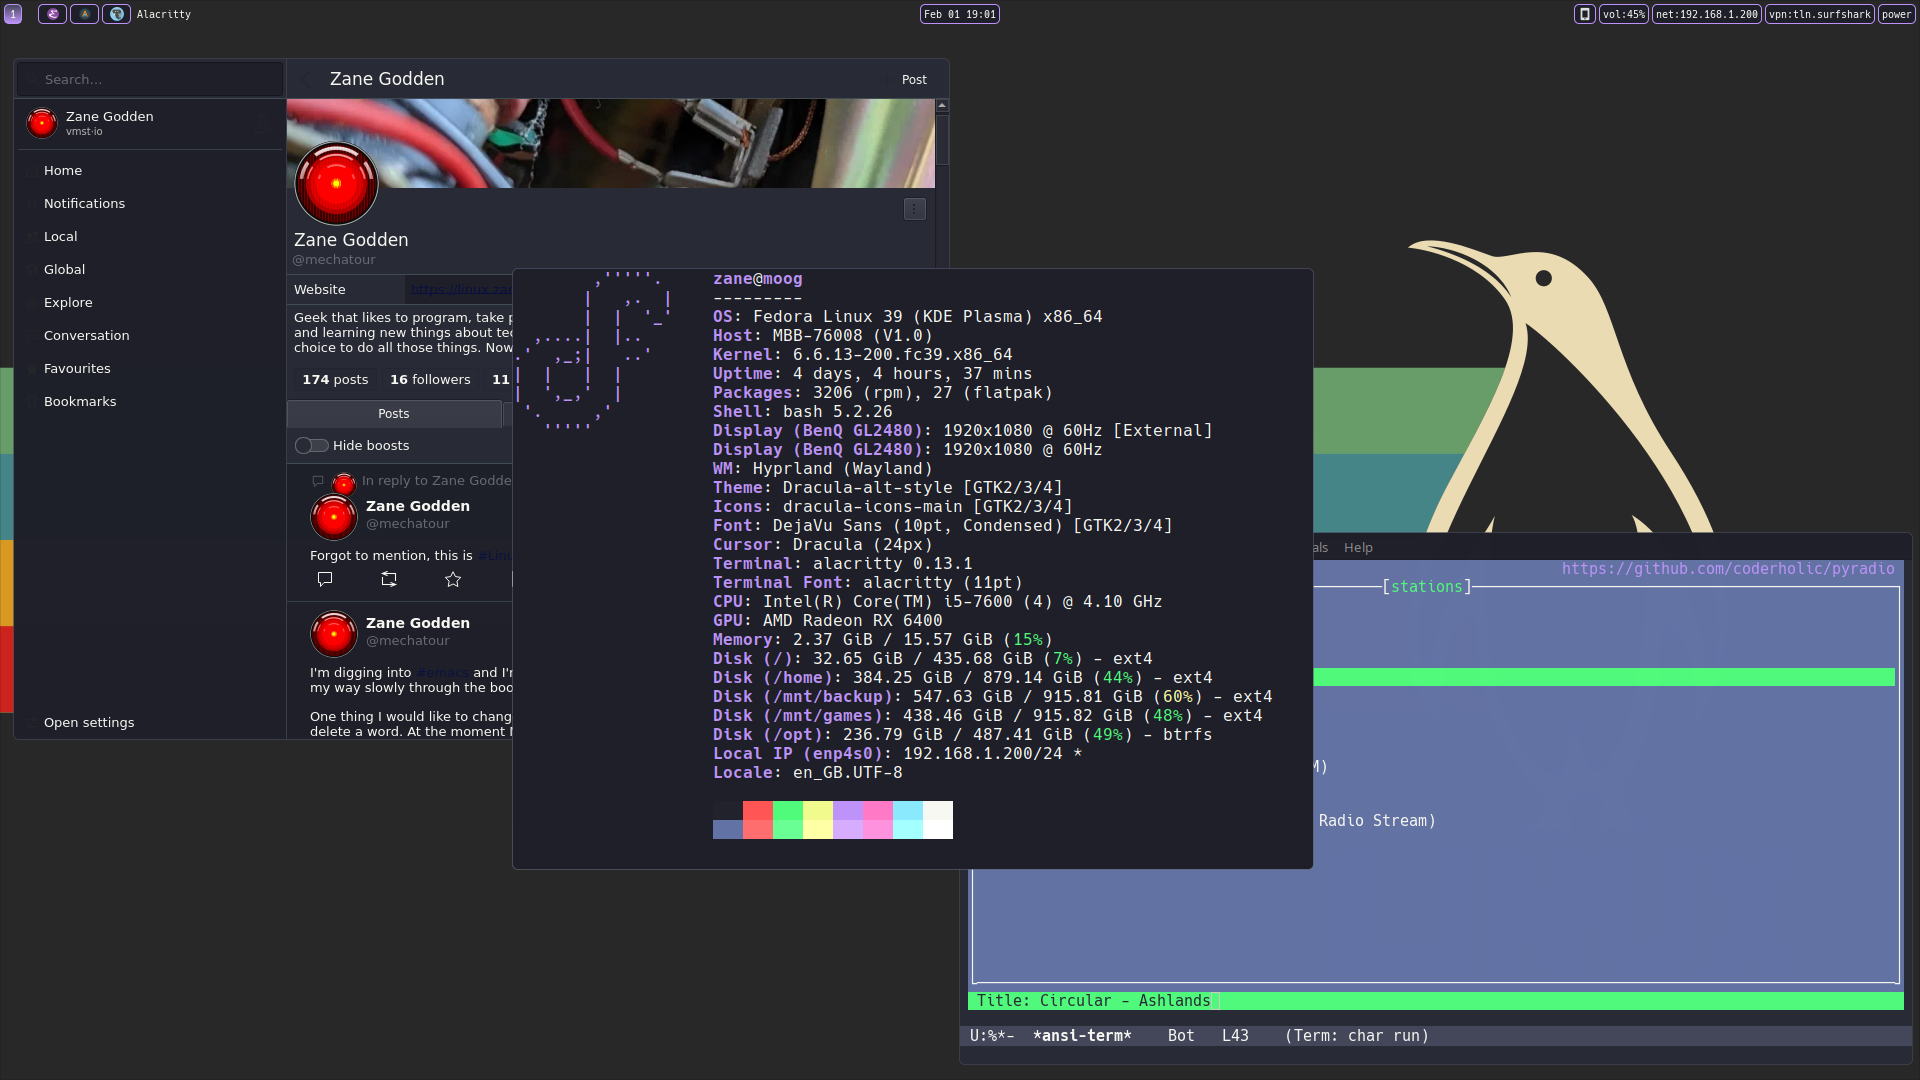 1
Alacritty
Feb 01 19:01
vol:45%
net:192.168.1.200
vpn:tln.surfshark
power
Search...
Zane Godden
Post
Zane Godden
vmst·io
Home
Notifications
Local
Global
Explore
Conversation
Favourites
Bookmarks
Open settings
Zane Godden
@mechatour
Website
https://linux.zan
Geek that likes to program, take p
and learning new things about tec
choice to do all those things. Now
174 posts
16 followers
11
Posts
Hide boosts
In reply to Zane Godde
Zane Godden
@mechatour
Forgot to mention, this is #Linu
Zane Godden
@mechatour
I'm digging into #emacs and I'm
my way slowly through the boo
One thing I would like to chang
delete a word. At the moment
zane@moog
---------
OS: Fedora Linux 39 (KDE Plasma) x86_64
Host: MBB-76008 (V1.0)
Kernel: 6.6.13-200.fc39.x86_64
Uptime: 4 days, 4 hours, 37 mins
Packages: 3206 (rpm), 27 (flatpak)
Shell: bash 5.2.26
Display (BenQ GL2480): 1920x1080 @ 60Hz [External]
Display (BenQ GL2480): 1920x1080 @ 60Hz
WM: Hyprland (Wayland)
Theme: Dracula-alt-style [GTK2/3/4]
Icons: dracula-icons-main [GTK2/3/4]
Font: DejaVu Sans (10pt, Condensed) [GTK2/3/4]
Cursor: Dracula (24px)
Terminal: alacritty 0.13.1
Terminal Font: alacritty (11pt)
CPU: Intel(R) Core(TM) i5-7600 (4) @ 4.10 GHz
GPU: AMD Radeon RX 6400
Memory: 2.37 GiB / 15.57 GiB (15%)
Disk (/): 32.65 GiB / 435.68 GiB (7%) - ext4
Disk (/home): 384.25 GiB / 879.14 GiB (44%) - ext4
Disk (/mnt/backup): 547.63 GiB / 915.81 GiB (60%) - ext4
Disk (/mnt/games): 438.46 GiB / 915.82 GiB (48%) - ext4
Disk (/opt): 236.79 GiB / 487.41 GiB (49%) - btrfs
Local IP (enp4s0): 192.168.1.200/24 *
Locale: en_GB.UTF-8
als Help
https://github.com/coderholic/pyradio
[stations]
M)
Radio Stream)
Title: Circular - Ashlands
U:%*- *ansi-term* Bot L43 (Term: char run)